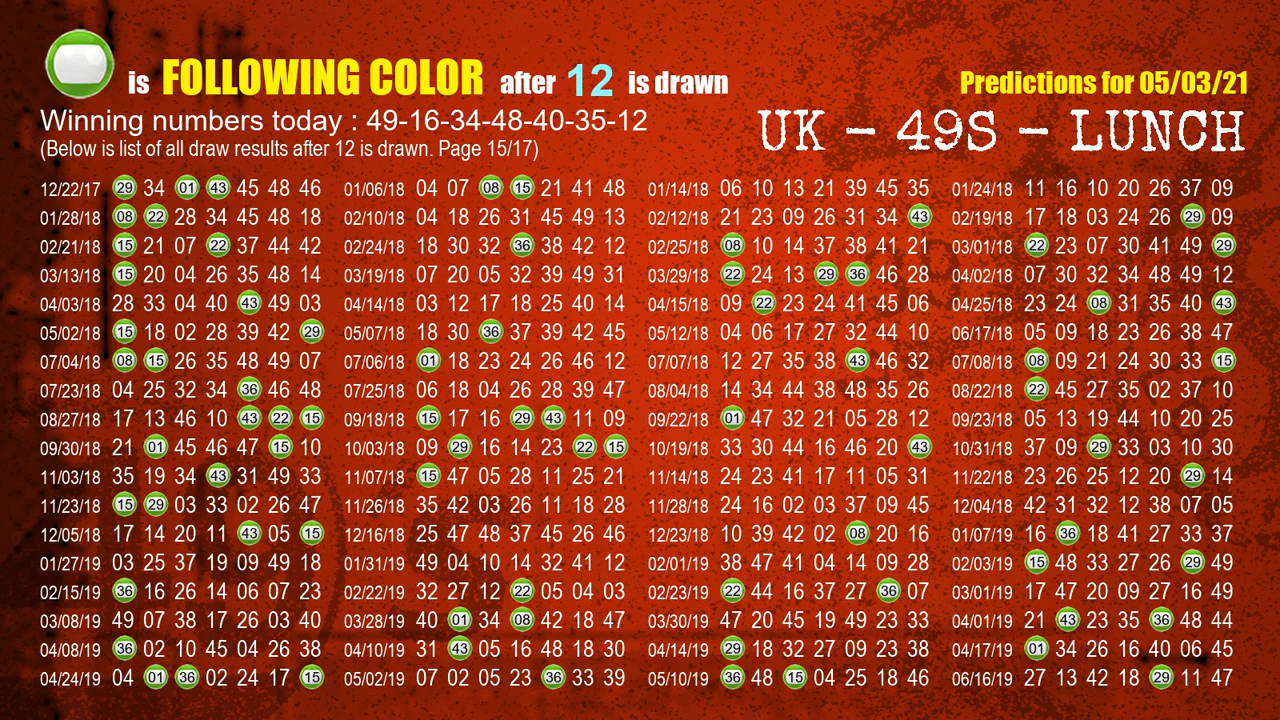 is FOLLOWING COLOR after 12 is drawn
Predictions for 05/03/21
Winning numbers today : 49-16-34-48-40-35-12
UK - 49S - LUNCH
(Below is list of all draw results after 12 is drawn. Page 15/17)
12/22/17 29 34 01 43 45 48 46 01/06/18 04 07 08 15 21 41 48 01/14/18 06 10 13 21 39 45 35 01/24/18 11 16 10 20 26 37 09
01/28/18 08 22 28 34 45 48 18 02/10/18 04 18 26 31 45 49 13 02/12/18 21 23 09 26 31 34 43 02/19/18 17 18 03 24 26 29 09
02/21/18 15 21 07 22 37 44 42 02/24/18 18 30 32 36 38 42 12 02/25/18 08 10 14 37 38 41 21 03/01/18 22 23 07 30 41 49 29
03/13/18 15 20 04 26 35 48 14 03/19/18 07 20 05 32 39 49 31 03/29/18 22 24 13 29 36 46 28 04/02/18 07 30 32 34 48 49 12
04/03/18 28 33 04 40 43 49 03 04/14/18 03 12 17 18 25 40 14 04/15/18 09 22 23 24 41 45 06 04/25/18 23 24 08 31 35 40 43
05/02/18 15 18 02 28 39 42 29 05/07/18 18 30 36 37 39 42 45 05/12/18 04 06 17 27 32 44 10 06/17/18 05 09 18 23 26 38 47
07/04/18 08 15 26 35 48 49 07 07/06/18 01 18 23 24 26 46 12 07/07/18 12 27 35 38 43 46 32 07/08/18 08 09 21 24 30 33 15
07/23/18 04 25 32 34 36 46 48 07/25/18 06 18 04 26 28 39 47 08/04/18 14 34 44 38 48 35 26 08/22/18 22 45 27 35 02 37 10
08/27/18 17 13 46 10 43 22 15 09/18/18 15 17 16 29 43 11 09 09/22/18 01 47 32 21 05 28 12 09/23/18 05 13 19 44 10 20 25
09/30/18 21 01 45 46 47 15 10 10/03/18 09 29 16 14 23 22 15 10/19/18 33 30 44 16 46 20 43 10/31/18 37 09 29 33 03 10 30
11/03/18 35 19 34 43 31 49 33 11/07/18 15 47 05 28 11 25 21 11/14/18 24 23 41 17 11 05 31 11/22/18 23 26 25 12 20 29 14
11/23/18 15 29 03 33 02 26 47 11/26/18 35 42 03 26 11 18 28 11/28/18 24 16 02 03 37 09 45 12/04/18 42 31 32 12 38 07 05
12/05/18 17 14 20 11 43 05 15 12/16/18 25 47 48 37 45 26 46 12/23/18 10 39 42 02 08 20 16 01/07/19 16 36 18 41 27 33 37
01/27/19 03 25 37 19 09 49 18 01/31/19 49 04 10 14 32 41 12 02/01/19 38 47 41 04 14 09 28 02/03/19 15 48 33 27 26 29 49
02/15/19 36 16 26 14 06 07 23 02/22/19 32 27 12 22 05 04 03 02/23/19 22 44 16 37 27 36 07 03/01/19 17 47 20 09 27 16 49
03/08/19 49 07 38 17 26 03 40 03/28/19 40 01 34 08 42 18 47 03/30/19 47 20 45 19 49 23 33 04/01/19 21 43 23 35 36 48 44
04/08/19 36 02 10 45 04 26 38 04/10/19 31 43 05 16 48 18 30 04/14/19 29 18 32 27 09 23 38 04/17/19 01 34 26 16 40 06 45
04/24/19 04 01 36 02 24 17 15 05/02/19 07 02 05 23 36 33 39 05/10/19 36 48 15 04 25 18 46 06/16/19 27 13 42 18 29 11 47